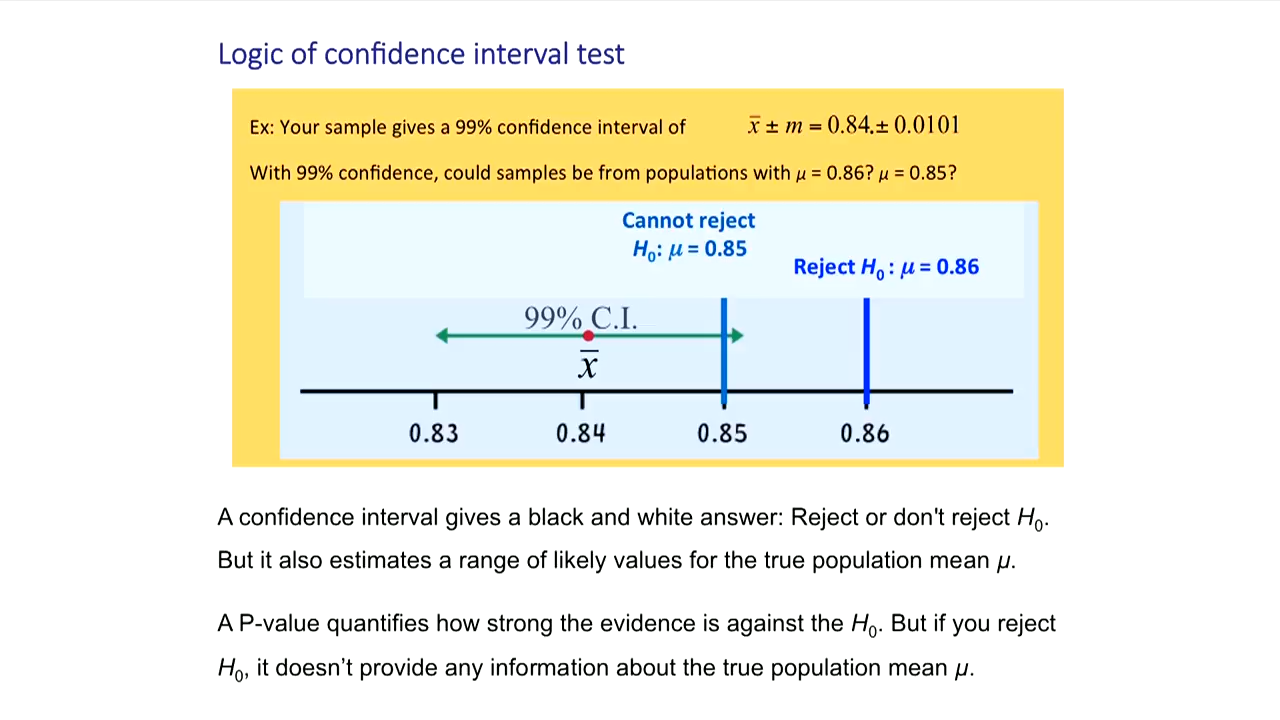 Logic of confidence interval test
Ex: Your sample gives a 99% confidence interval of x̄ ± m = 0.84.± 0.0101
With 99% confidence, could samples be from populations with μ = 0.86? μ = 0.85?
Cannot reject
H₀: μ = 0.85
Reject H₀ : μ = 0.86
99% C.I.
x̄
0.83 0.84 0.85 0.86
A confidence interval gives a black and white answer: Reject or don't reject H₀.
But it also estimates a range of likely values for the true population mean μ.
A P-value quantifies how strong the evidence is against the H₀. But if you reject
H₀, it doesn’t provide any information about the true population mean μ.